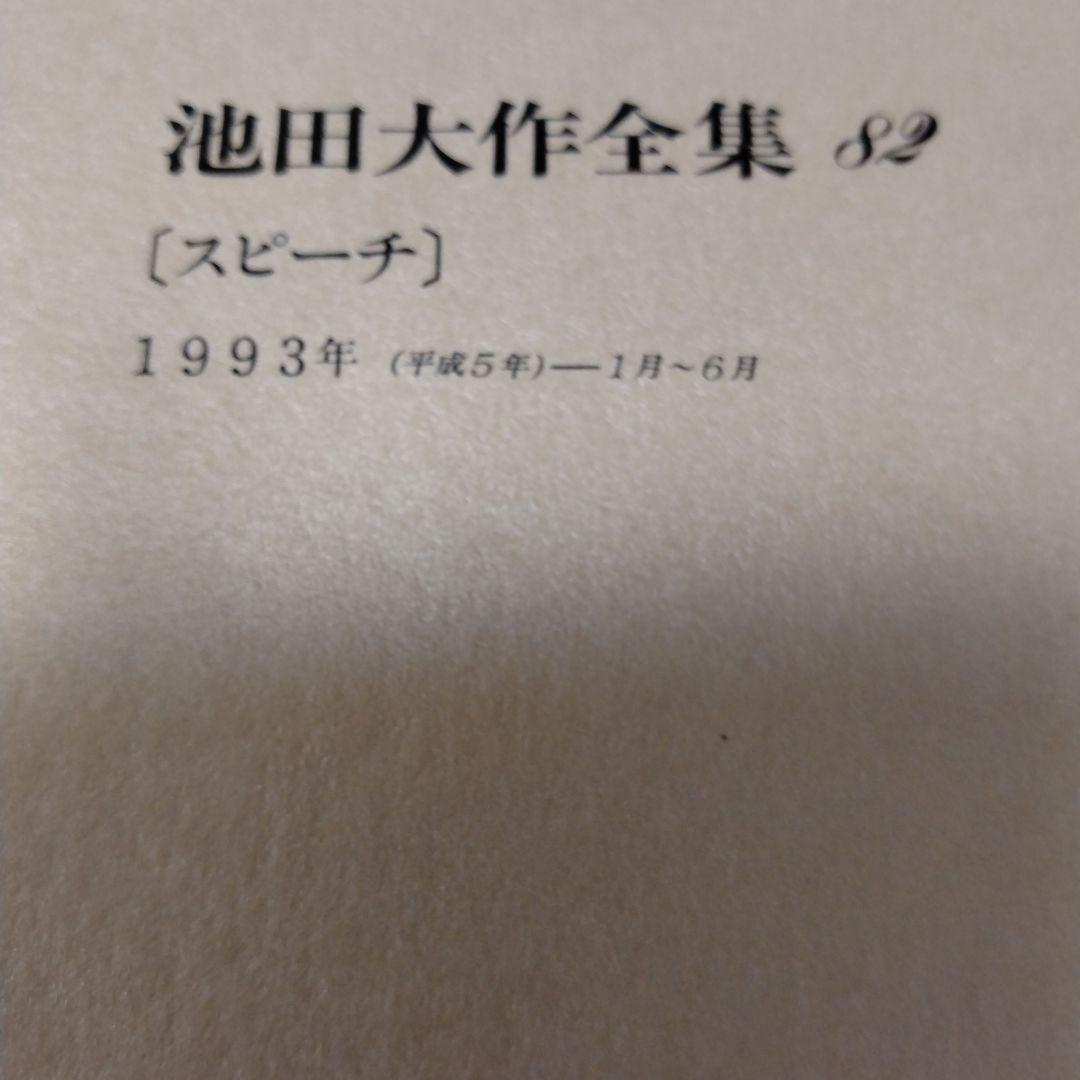 池田大作全集 82
〔スピーチ〕
１９９３年 (平成５年)―１月～６月